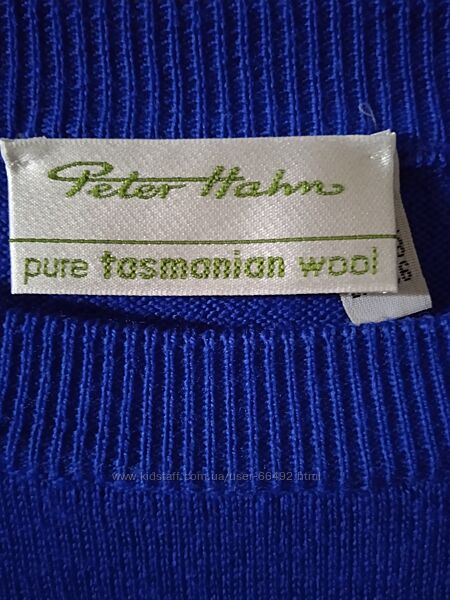 Peter Hahn
pure tasmanian wool
www.kidstaff.com.ua/user-66492.html